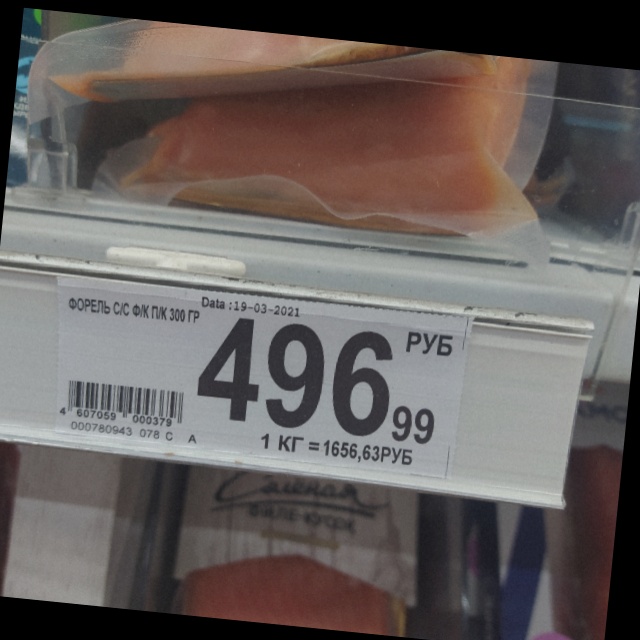 ФОРЕЛЬ С/С Ф/К П/К 300 ГР
Data :19-03-2021
496 99 РУБ
4 607059 000379
000780943 078 С А
1 КГ =1656,63РУБ